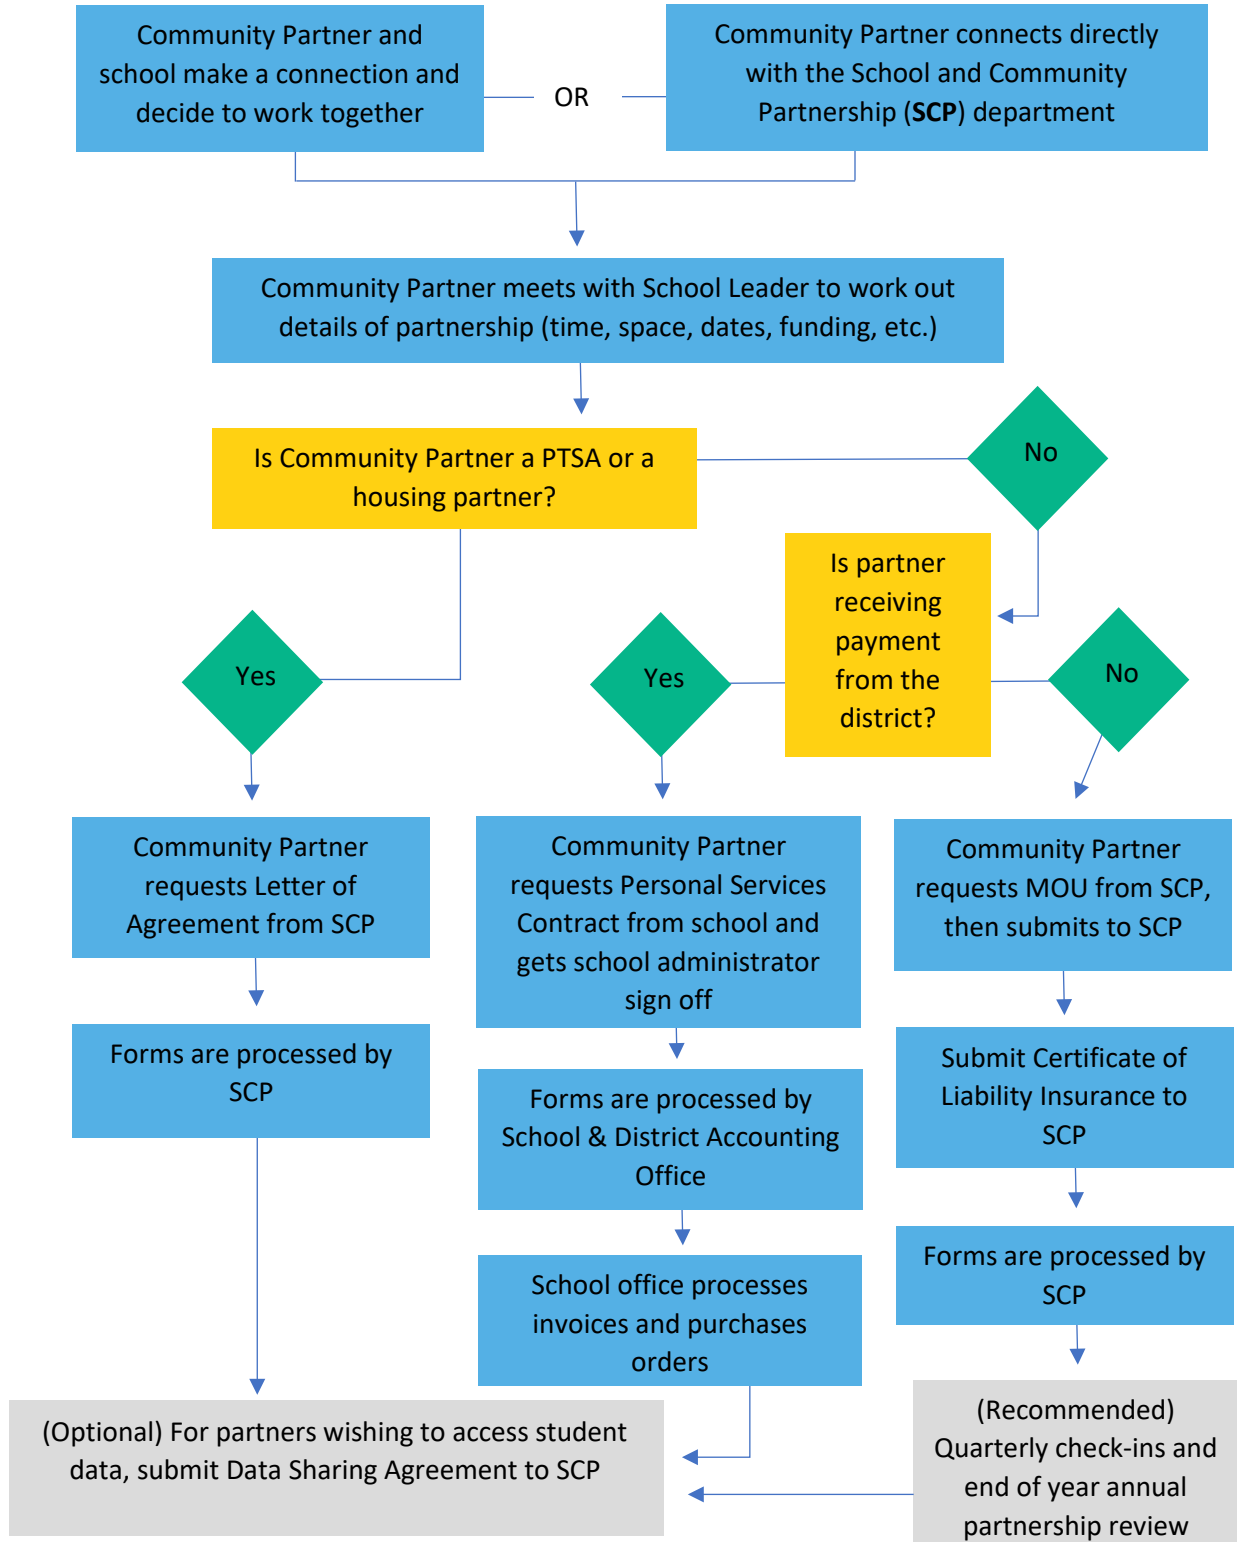 Community Partner and
school make a connection and
decide to work together
OR
Community Partner connects directly
with the School and Community
Partnership (SCP) department
Community Partner meets with School Leader to work out
details of partnership (time, space, dates, funding, etc.)
Is Community Partner a PTSA or a
housing partner?
No
Is partner
receiving
payment
from the
district?
Yes
Yes
No
Community Partner
requests Letter of
Agreement from SCP
Community Partner
requests Personal Services
Contract from school and
gets school administrator
sign off
Community Partner
requests MOU from SCP,
then submits to SCP
Forms are processed by
SCP
Forms are processed by
School & District Accounting
Office
Submit Certificate of
Liability Insurance to
SCP
School office processes
invoices and purchases
orders
Forms are processed by
SCP
(Optional) For partners wishing to access student
data, submit Data Sharing Agreement to SCP
(Recommended)
Quarterly check-ins and
end of year annual
partnership review